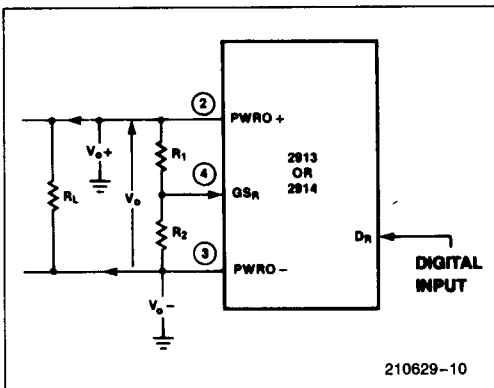 2
PWRO+
V₀+
R₁
2913
OR
2914
4
R_L
V₀
GS_R
R₂
D_R
DIGITAL
INPUT
3
PWRO−
V₀−
210629-10